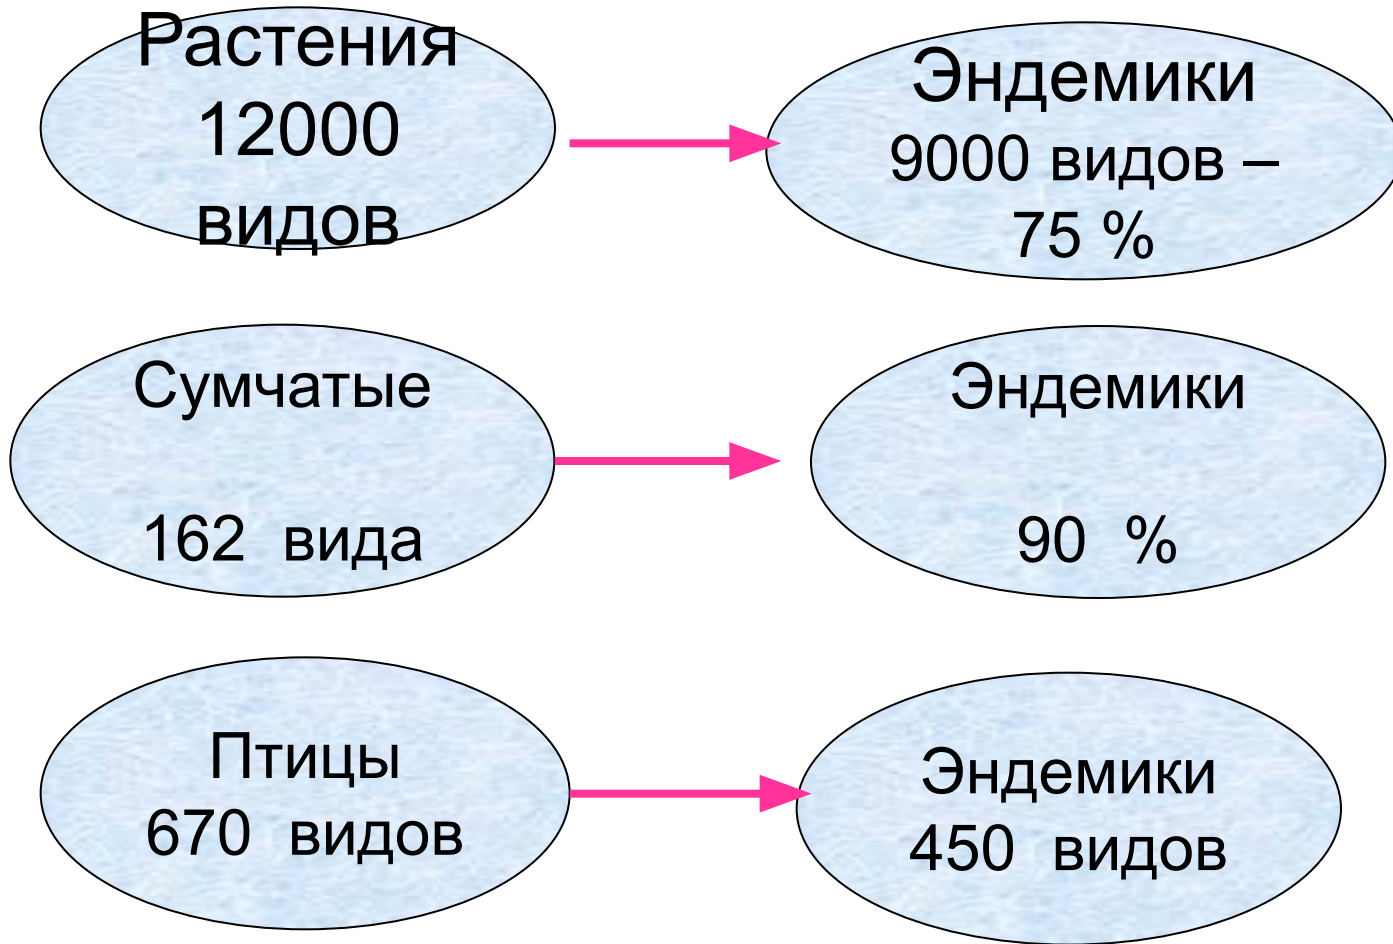 Растения
12000
видов
Эндемики
9000 видов –
75 %
Сумчатые
162 вида
Эндемики
90 %
Птицы
670 видов
Эндемики
450 видов